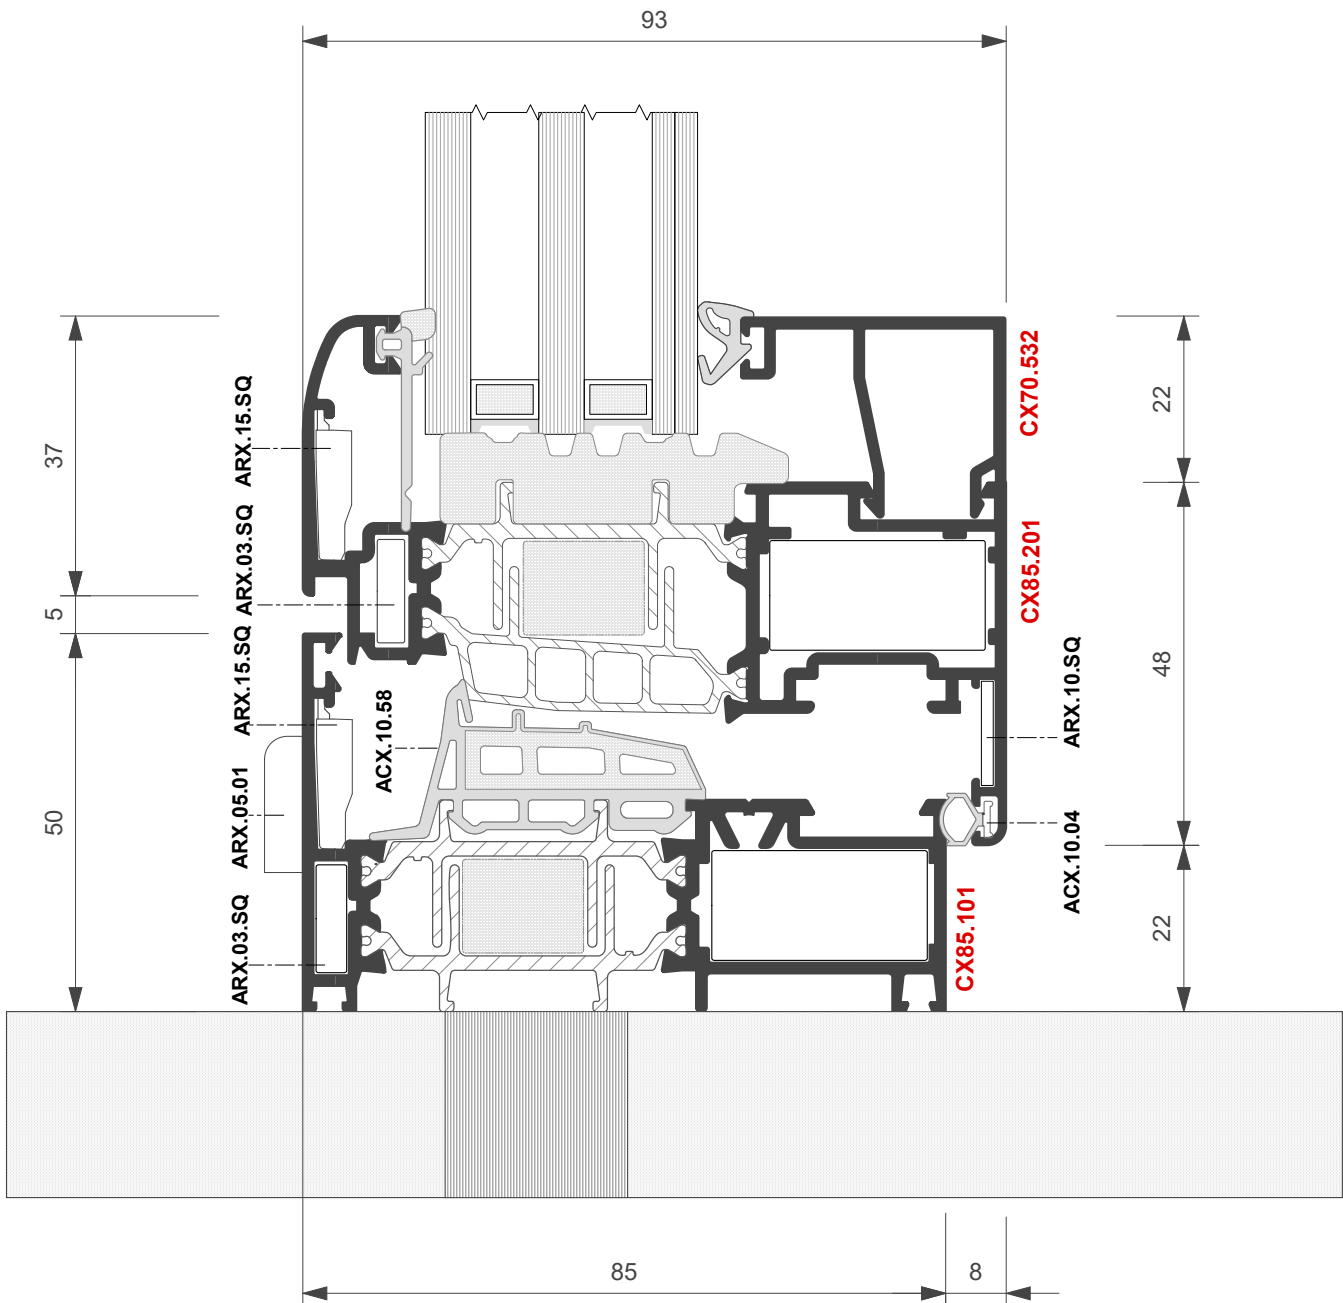 93
CX70.532
22
ARX.15.SQ
37
ARX.03.SQ
CX85.201
5
ARX.15.SQ
48
ARX.10.SQ
ACX.10.58
ARX.05.01
50
ACX.10.04
ARX.03.SQ
CX85.101
22
85
8